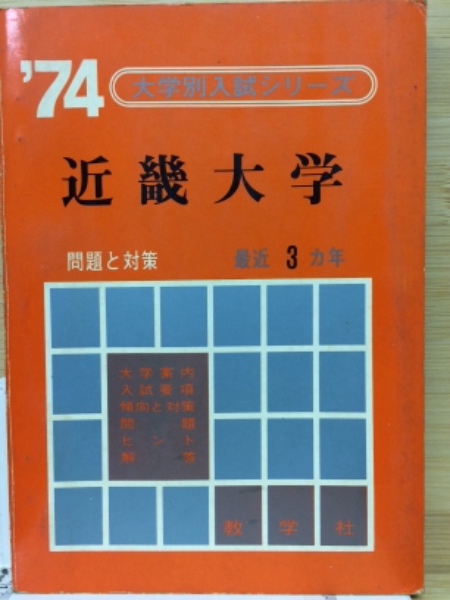 '74 大学別入試シリーズ
近畿大学
問題と対策 最近 3 カ年
大学案内
入試要項
傾向と対策
問題
ヒント
解答
教学社